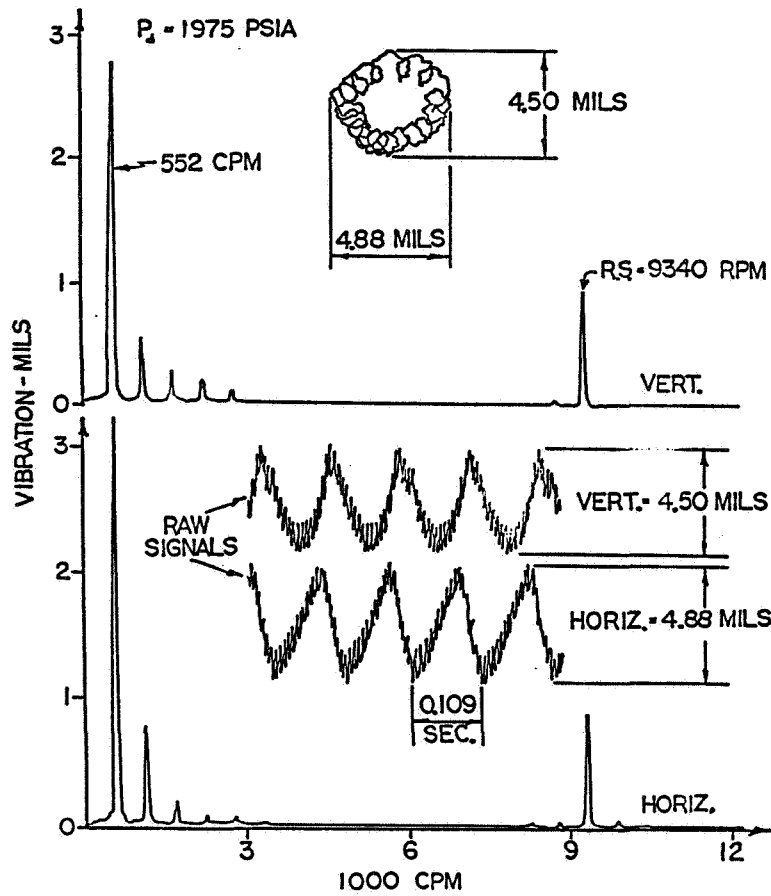 P₄ = 1975 PSIA
3
4.50 MILS
552 CPM
2
4.88 MILS
1
R.S.=9340 RPM
VIBRATION-MILS
VERT.
0
3
VERT.= 4.50 MILS
RAW
SIGNALS
2
HORIZ.= 4.88 MILS
1
0.109
SEC.
HORIZ.
0
3
6
9
12
1000 CPM